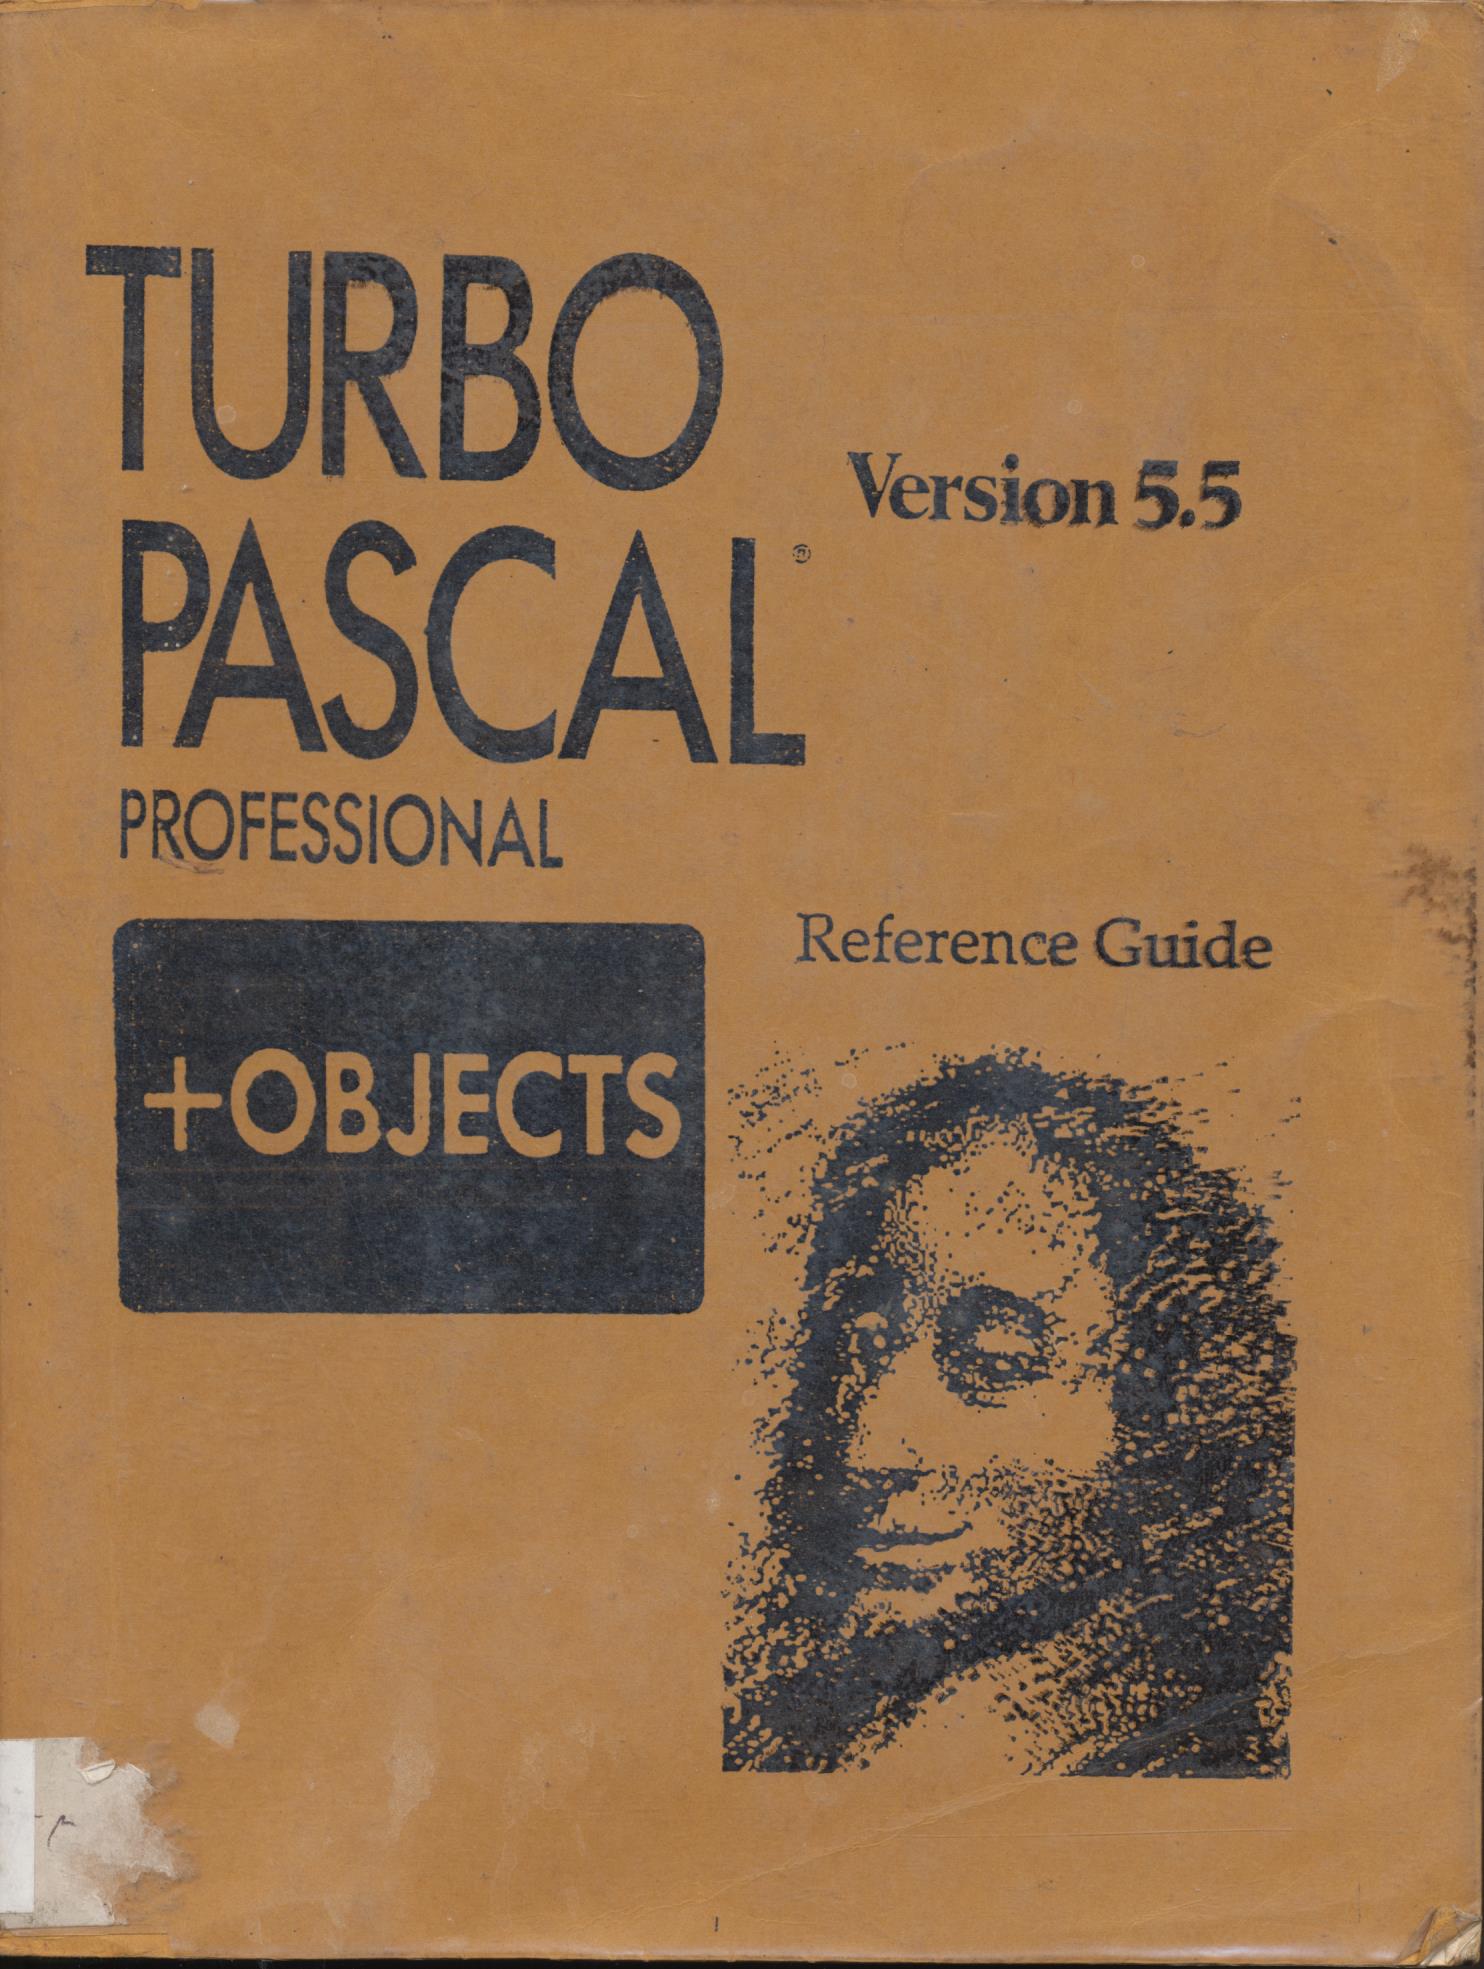 TURBO
PASCAL®
Version 5.5
PROFESSIONAL
+OBJECTS
Reference Guide